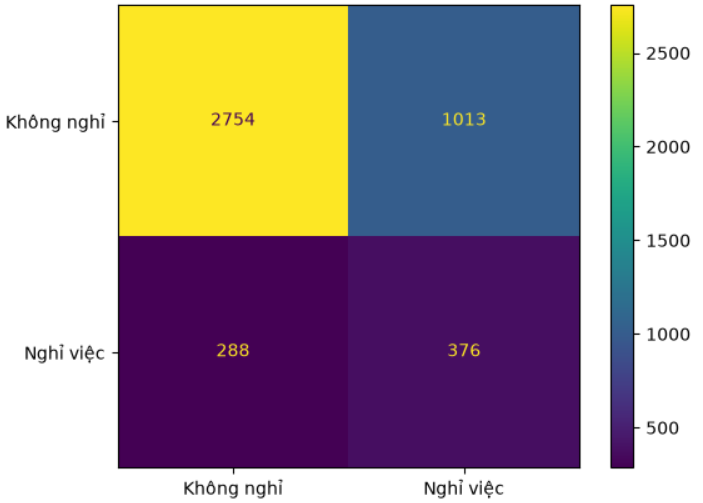 Không nghỉ
2754
1013
Nghỉ việc
288
376
Không nghỉ
Nghỉ việc
2500
2000
1500
1000
500